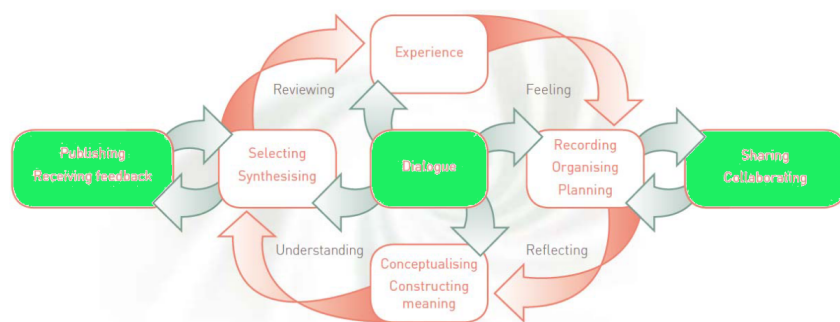 Experience
Reviewing
Feeling
Publishing
Receiving feedback
Selecting
Synthesising
Dialogue
Recording
Organising
Planning
Sharing
Collaborating
Understanding
Reflecting
Conceptualising
Constructing
meaning